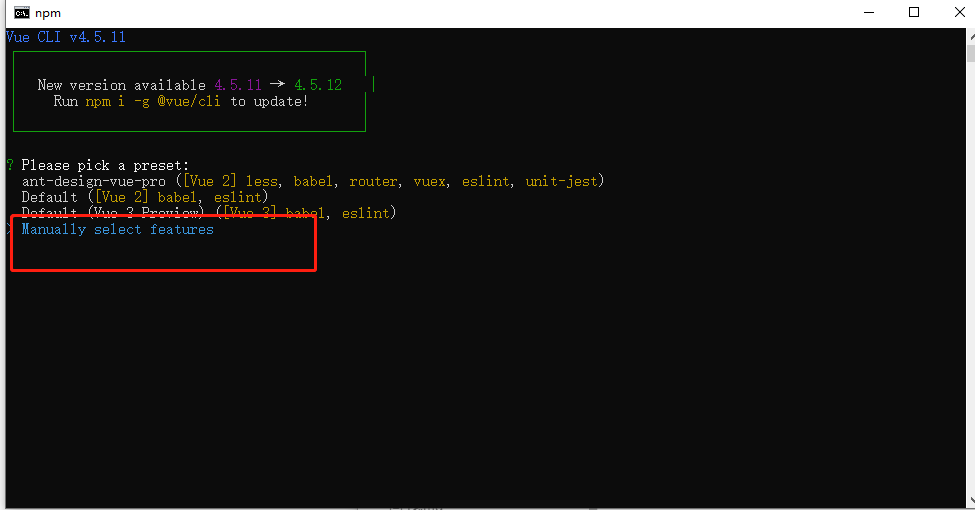 npm
Vue CLI v4.5.11
New version available 4.5.11 → 4.5.12
Run npm i -g @vue/cli to update!
? Please pick a preset:
ant-design-vue-pro ([Vue 2] less, babel, router, vuex, eslint, unit-jest)
Default ([Vue 2] babel, eslint)
Default (Vue 3 Preview) ([Vue 3] babel, eslint)
> Manually select features